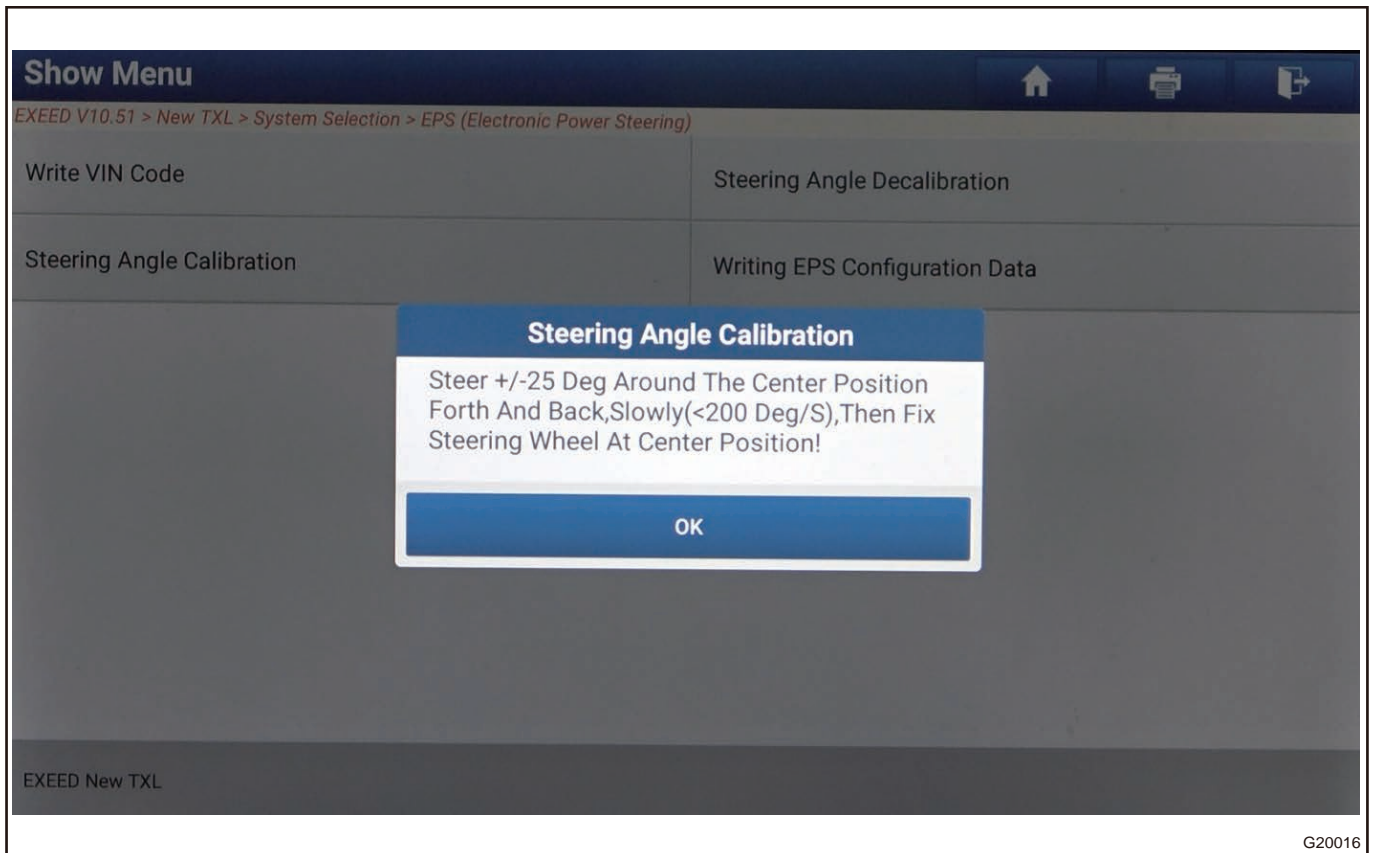 Show Menu
EXEED V10.51 > New TXL > System Selection > EPS (Electronic Power Steering)
Write VIN Code
Steering Angle Decalibration
Steering Angle Calibration
Writing EPS Configuration Data
Steering Angle Calibration
Steer +/-25 Deg Around The Center Position
Forth And Back,Slowly(<200 Deg/S),Then Fix
Steering Wheel At Center Position!
OK
EXEED New TXL
G20016